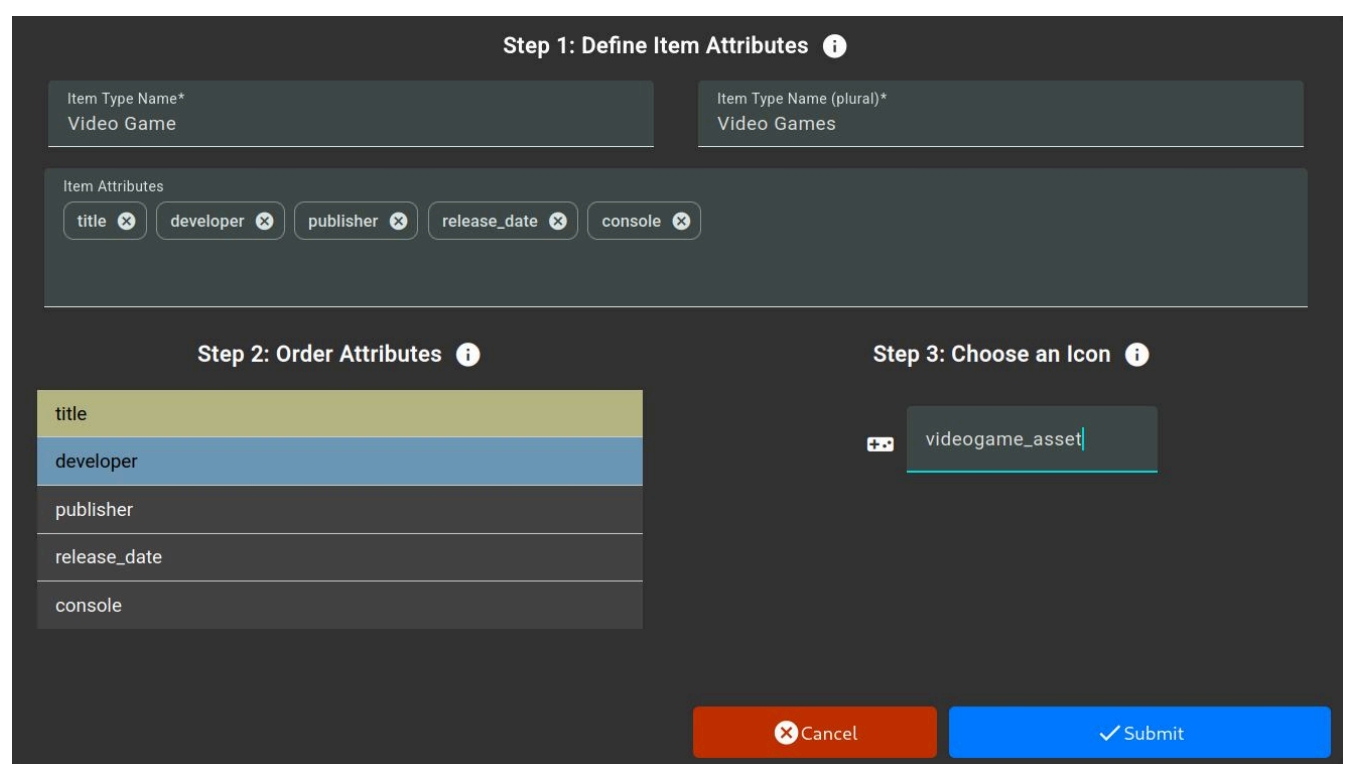 Step 1: Define Item Attributes
Item Type Name*
Video Game
Item Type Name (plural)*
Video Games
Item Attributes
title developer publisher release_date console
Step 2: Order Attributes
title
developer
publisher
release_date
console
Step 3: Choose an Icon
videogame_asset
Cancel
Submit